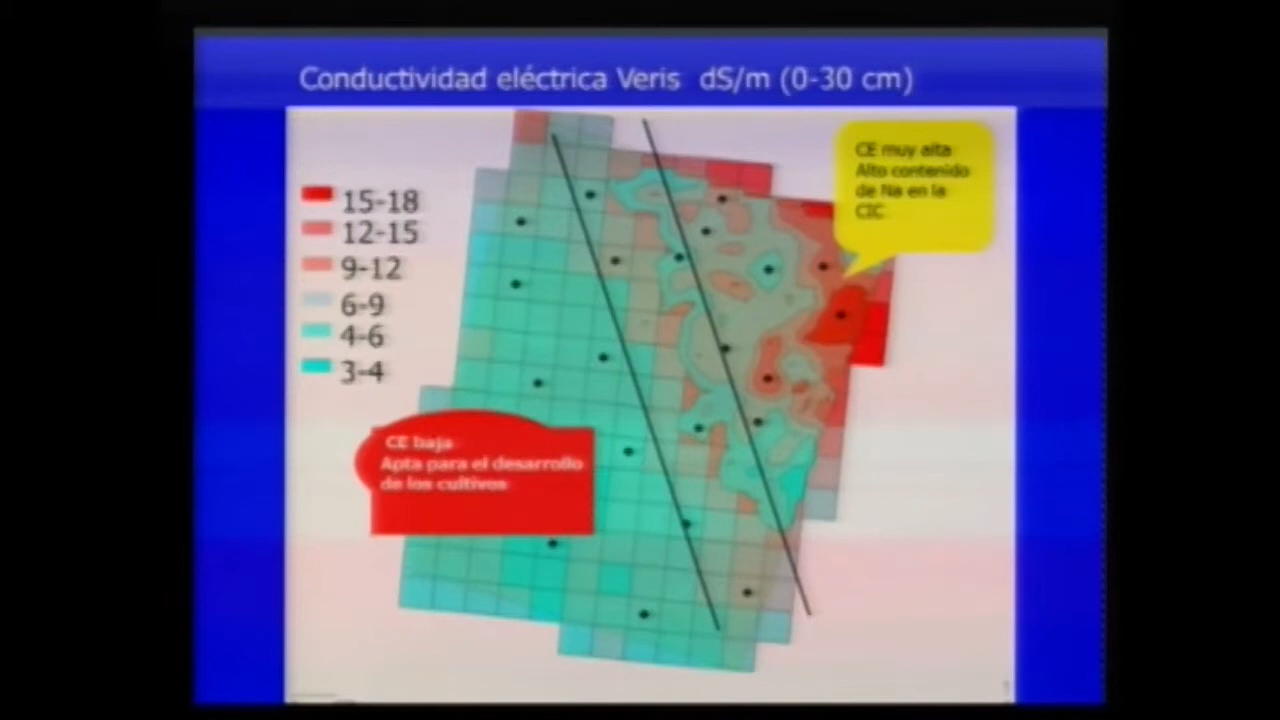 Conductividad eléctrica Veris dS/m (0-30 cm)
CE muy alta
Alto contenido
de Na en la
CIC
15-18
12-15
9-12
6-9
4-6
3-4
CE baja
Apta para el desarrollo
de los cultivos